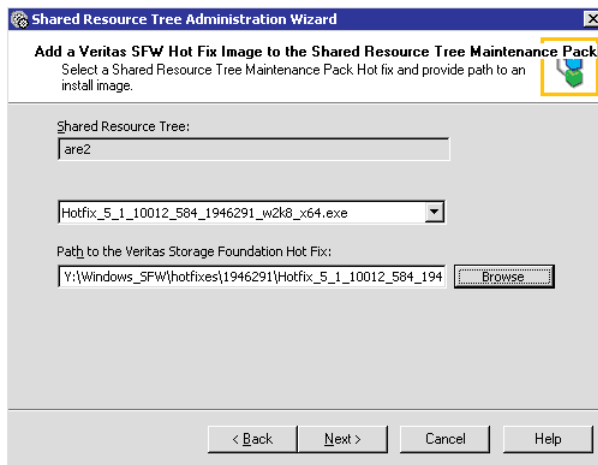 Shared Resource Tree Administration Wizard
Add a Veritas SFW Hot Fix Image to the Shared Resource Tree Maintenance Pack
Select a Shared Resource Tree Maintenance Pack Hot fix and provide path to an
install image.
Shared Resource Tree:
are2
Hotfix_5_1_10012_584_1946291_w2k8_x64.exe
Path to the Veritas Storage Foundation Hot Fix:
Y:\Windows_SFW\hotfixes\1946291\Hotfix_5_1_10012_584_194
Browse
< Back
Next >
Cancel
Help